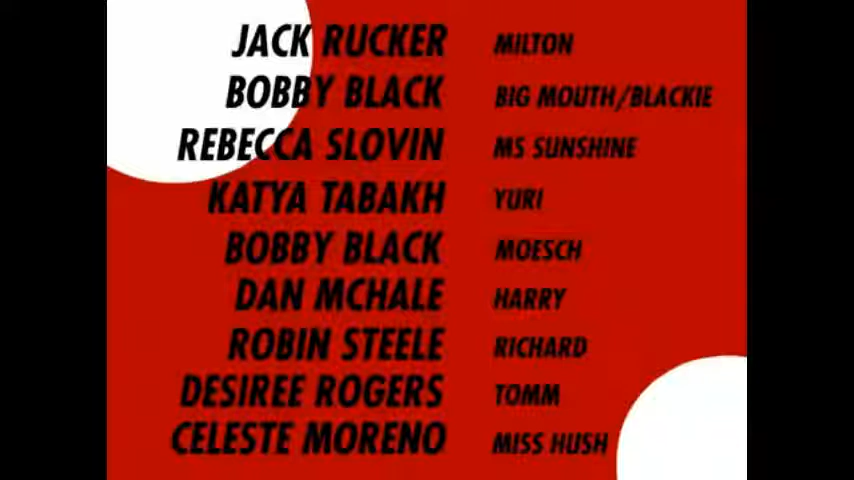 JACK RUCKER MILTON
BOBBY BLACK BIG MOUTH/BLACKIE
REBECCA SLOVIN MS SUNSHINE
KATYA TABAKH YURI
BOBBY BLACK MOESCH
DAN MCHALE HARRY
ROBIN STEELE RICHARD
DESIREE ROGERS TOMM
CELESTE MORENO MISS HUSH